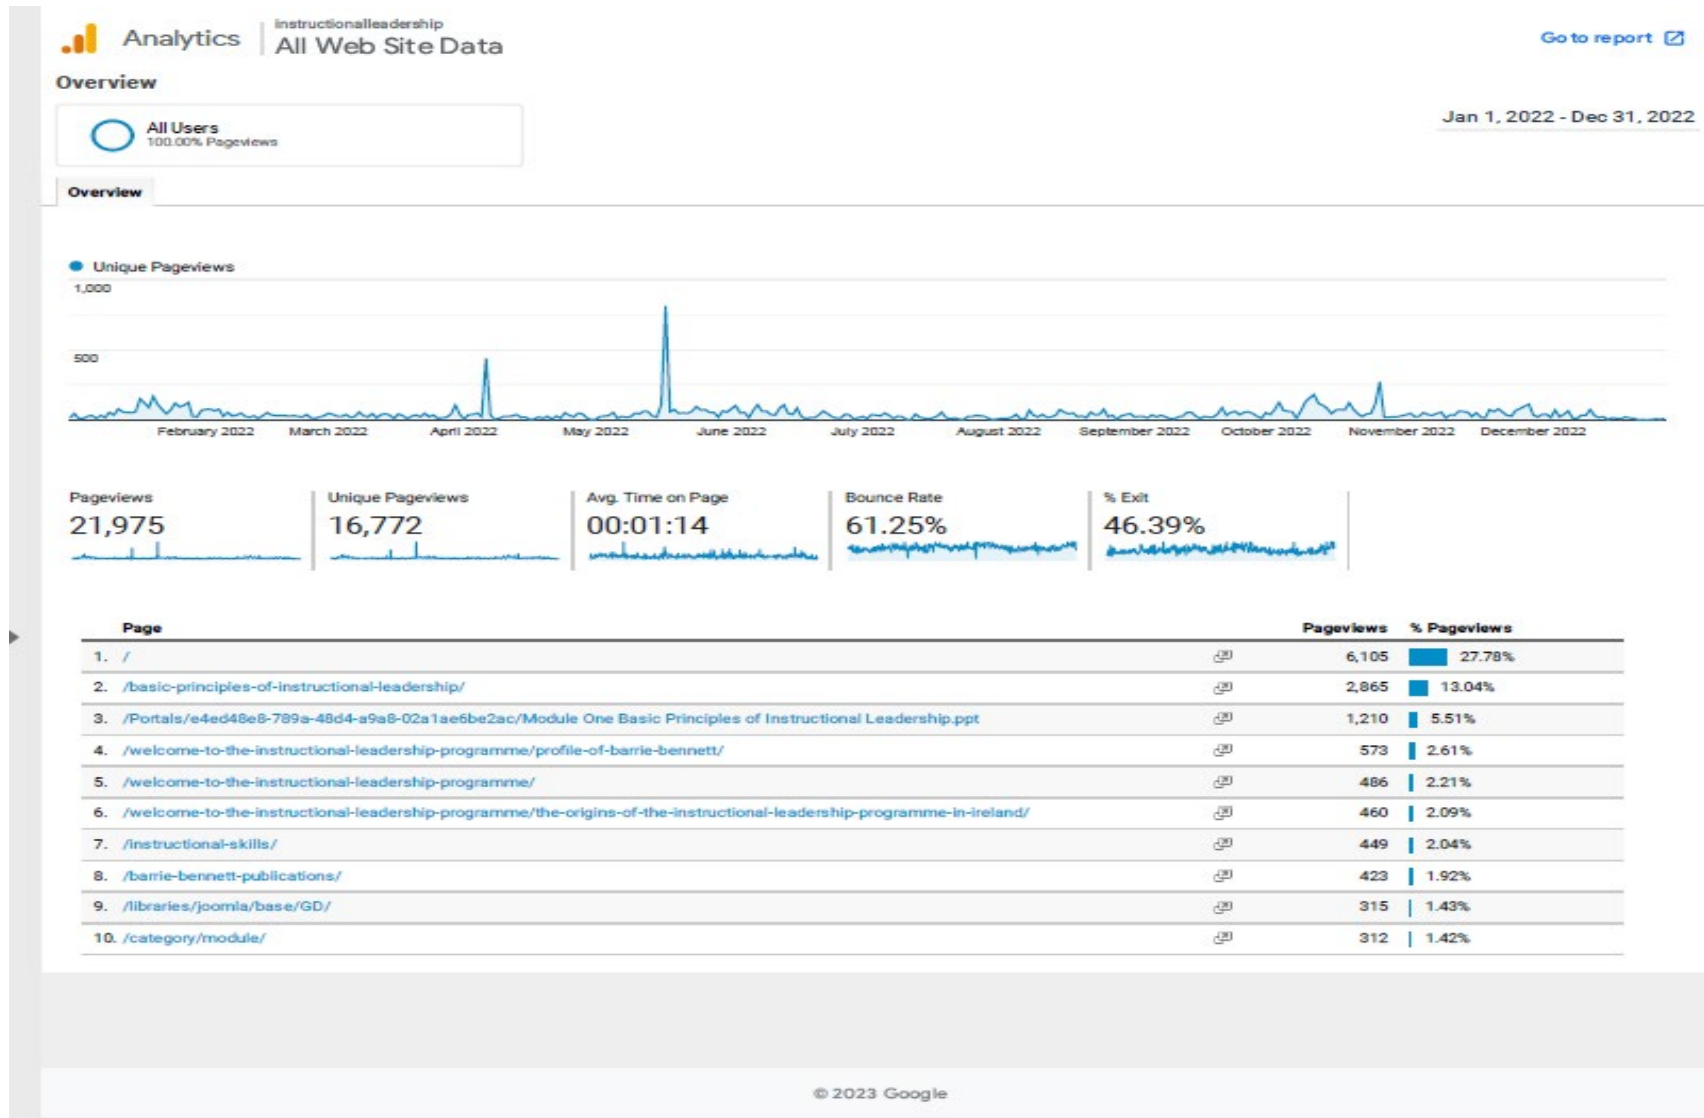 instructionalleadership
Analytics All Web Site Data
Go to report
Overview
All Users
100.00% Pageviews
Jan 1, 2022 - Dec 31, 2022
Overview
Unique Pageviews
1,000
500
February 2022 March 2022 April 2022 May 2022 June 2022 July 2022 August 2022 September 2022 October 2022 November 2022 December 2022
Pageviews Unique Pageviews Avg. Time on Page Bounce Rate % Exit
21,975 16,772 00:01:14 61.25% 46.39%
Page Pageviews % Pageviews
1. / 6,105 27.78%
2. /basic-principles-of-instructional-leadership/ 2,865 13.04%
3. /Portals/e4ed48e8-789a-48d4-a9a8-02a1ae6be2ac/Module One Basic Principles of Instructional Leadership.ppt 1,210 5.51%
4. /welcome-to-the-instructional-leadership-programme/profile-of-barrie-bennett/ 573 2.61%
5. /welcome-to-the-instructional-leadership-programme/ 486 2.21%
6. /welcome-to-the-instructional-leadership-programme/the-origins-of-the-instructional-leadership-programme-in-ireland/ 460 2.09%
7. /instructional-skills/ 449 2.04%
8. /barrie-bennett-publications/ 423 1.92%
9. /libraries/joomla/base/GD/ 315 1.43%
10. /category/module/ 312 1.42%
© 2023 Google